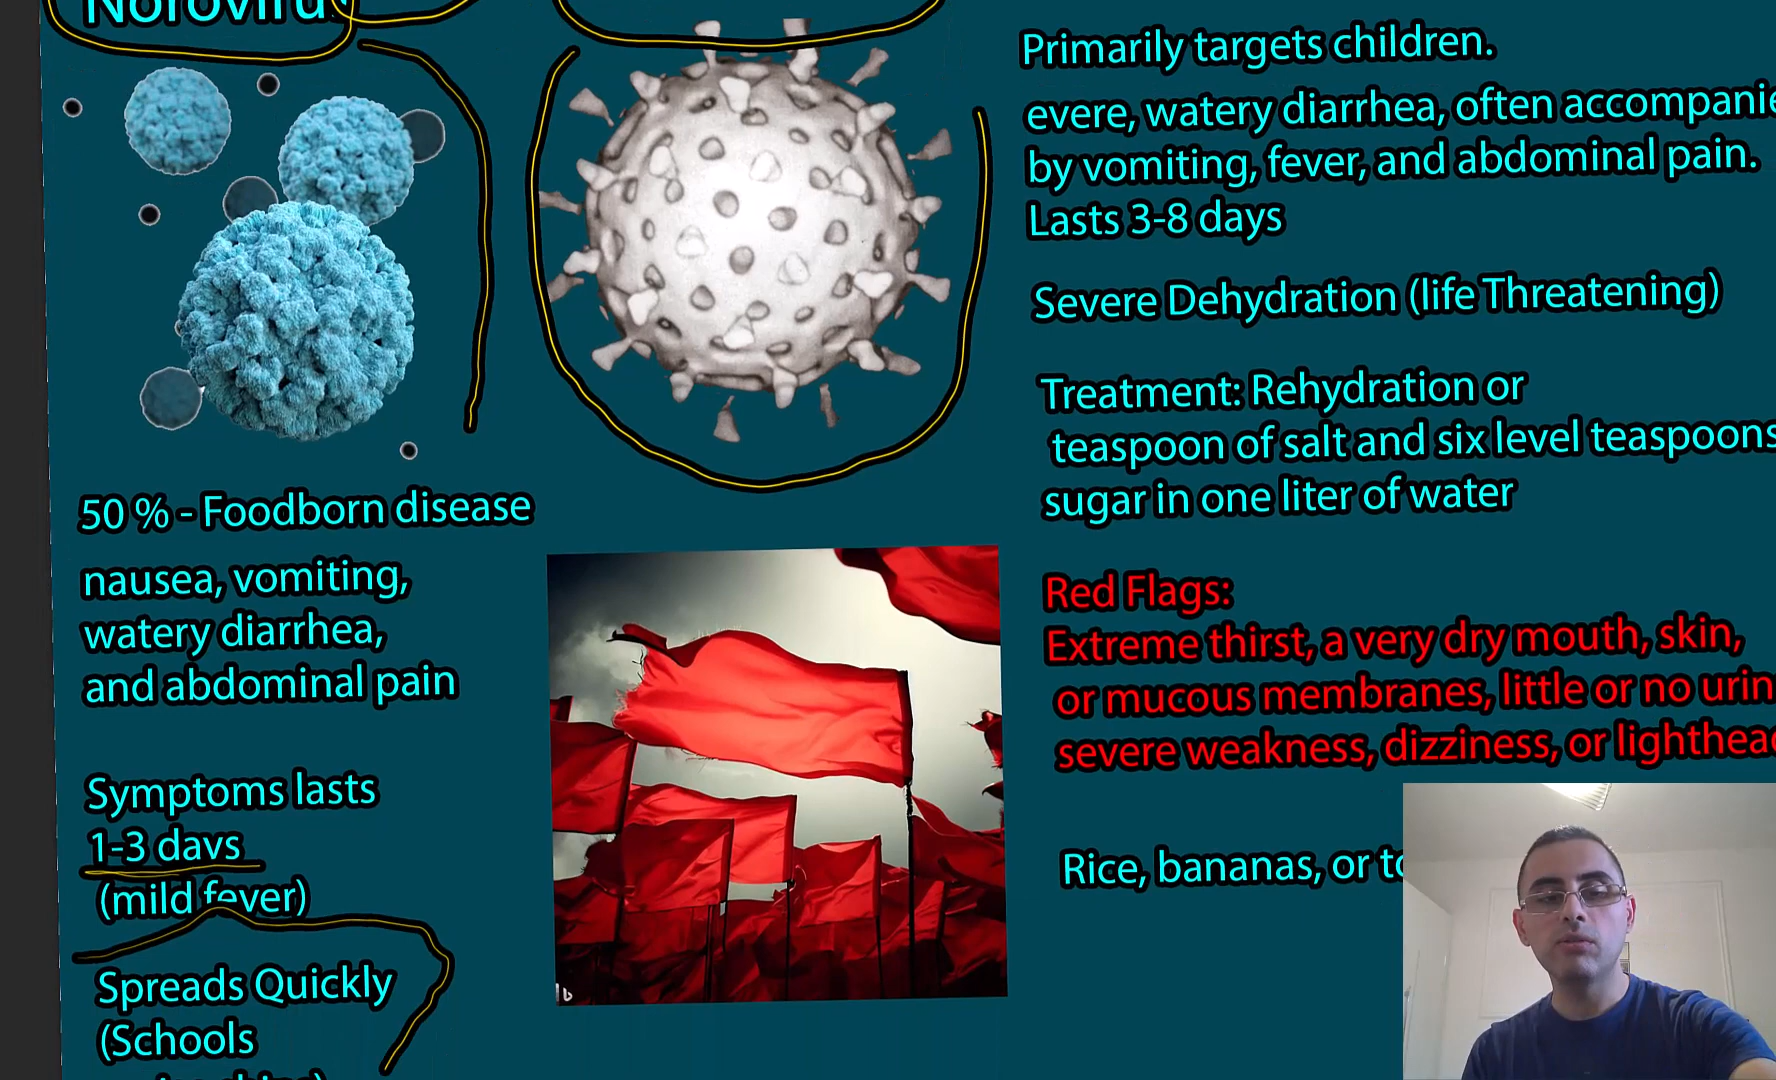 Norovirus
50 % - Foodborn disease
nausea, vomiting,
watery diarrhea,
and abdominal pain
Symptoms lasts
1-3 days
(mild fever)
Spreads Quickly
(Schools
Primarily targets children.
evere, watery diarrhea, often accompanie
by vomiting, fever, and abdominal pain.
Lasts 3-8 days
Severe Dehydration (life Threatening)
Treatment: Rehydration or
teaspoon of salt and six level teaspoons
sugar in one liter of water
Red Flags:
Extreme thirst, a very dry mouth, skin,
or mucous membranes, little or no urin
severe weakness, dizziness, or lighthead
Rice, bananas, or to
b